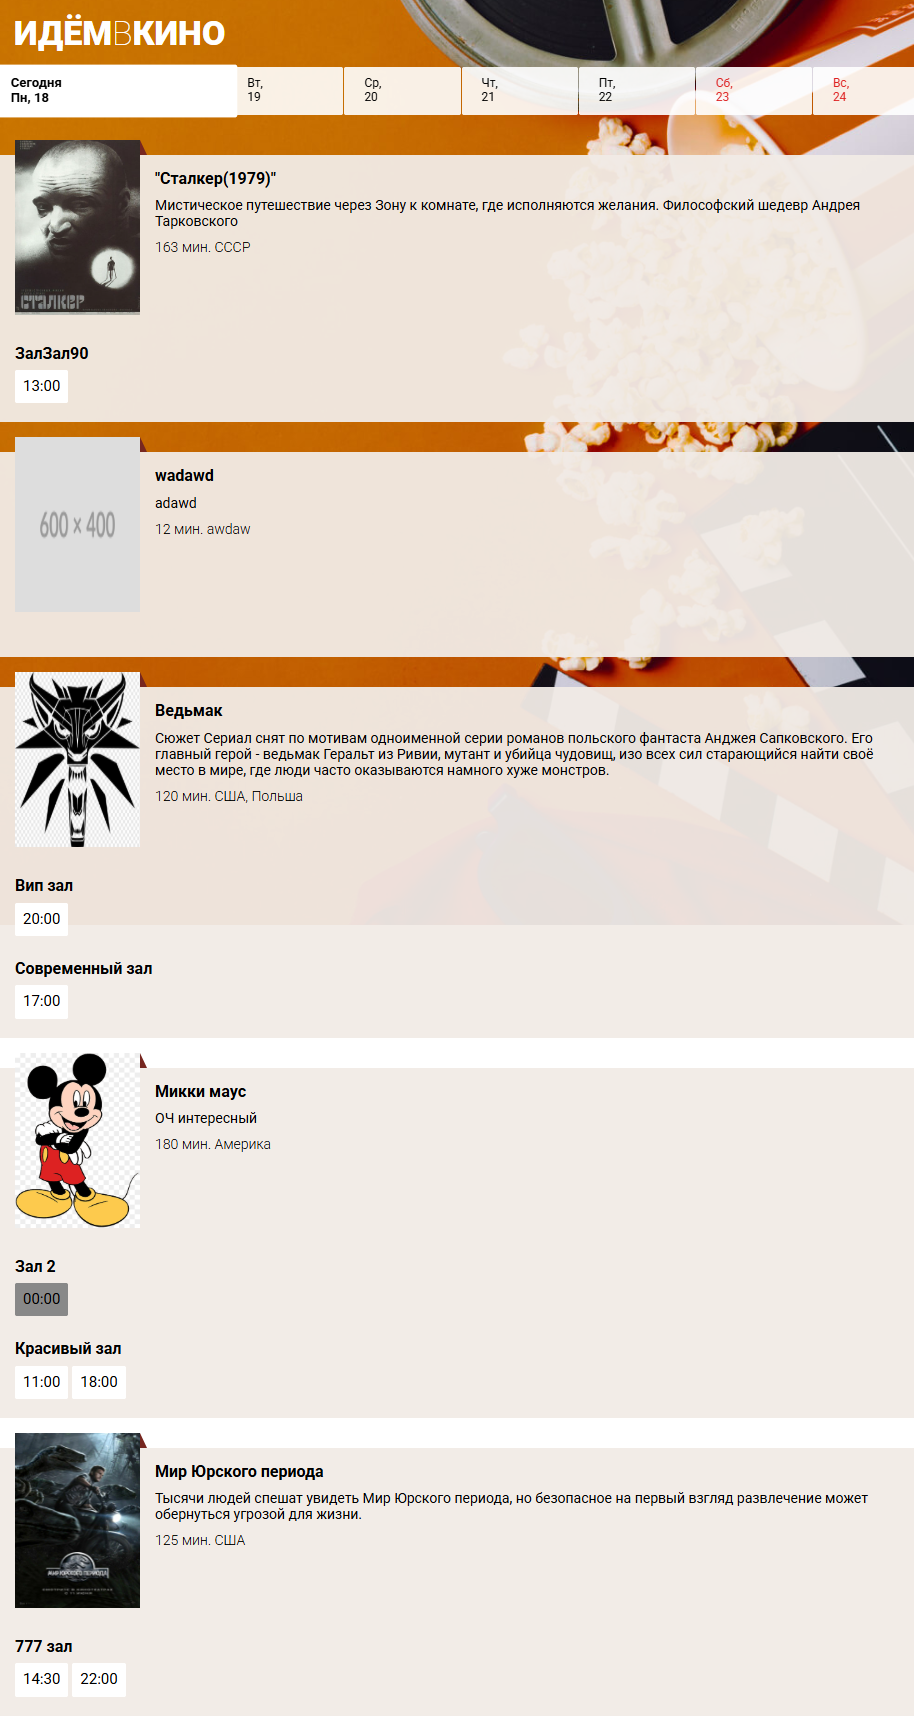 ИДЁМВКИНО
Сегодня
Пн, 18
Вт,
19
Ср,
20
Чт,
21
Пт,
22
Сб,
23
Вс,
24
"Сталкер(1979)"
Мистическое путешествие через Зону к комнате, где исполняются желания. Философский шедевр Андрея
Тарковского
163 мин. СССР
сталкер
ЗалЗал90
13:00
600 × 400
wadawd
adawd
12 мин. awdaw
Ведьмак
Сюжет Сериал снят по мотивам одноименной серии романов польского фантаста Анджея Сапковского. Его
главный герой - ведьмак Геральт из Ривии, мутант и убийца чудовищ, изо всех сил старающийся найти своё
место в мире, где люди часто оказываются намного хуже монстров.
120 мин. США, Польша
Вип зал
20:00
Современный зал
17:00
Микки маус
ОЧ интересный
180 мин. Америка
Зал 2
00:00
Красивый зал
11:00 18:00
Мир Юрского периода
Тысячи людей спешат увидеть Мир Юрского периода, но безопасное на первый взгляд развлечение может
обернуться угрозой для жизни.
125 мин. США
МИР ЮРСКОГО ПЕРИОДА
777 зал
14:30 22:00